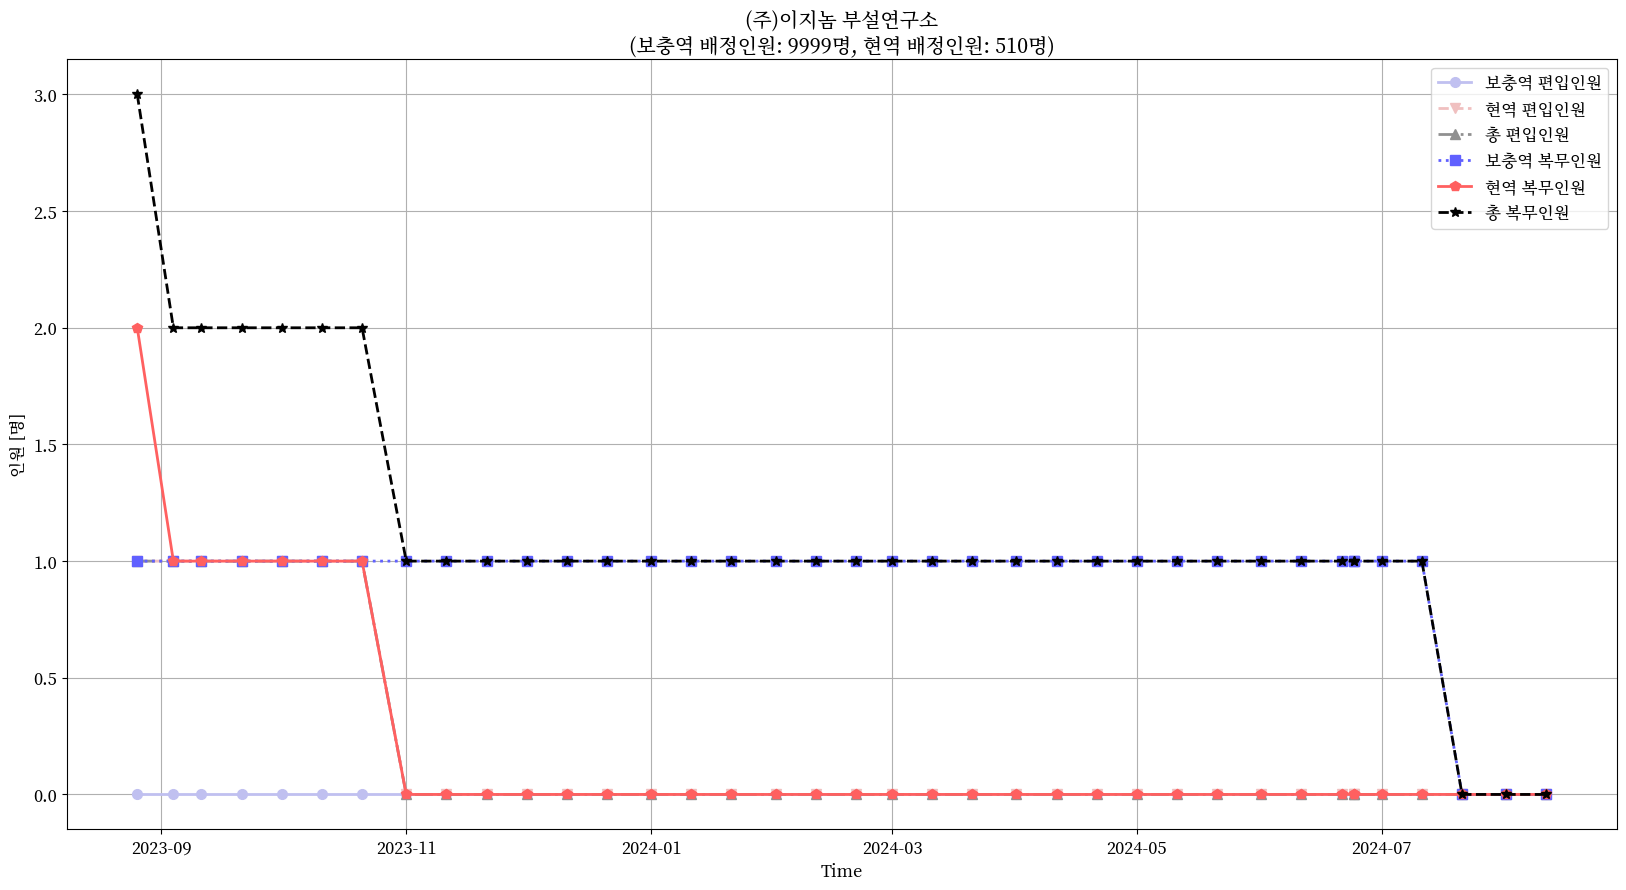 (주)이지놈 부설연구소
(보충역 배정인원: 9999명, 현역 배정인원: 510명)
보충역 편입인원
현역 편입인원
총 편입인원
보충역 복무인원
현역 복무인원
총 복무인원
인원 [명]
3.0
2.5
2.0
1.5
1.0
0.5
0.0
2023-09
2023-11
2024-01
2024-03
2024-05
2024-07
Time